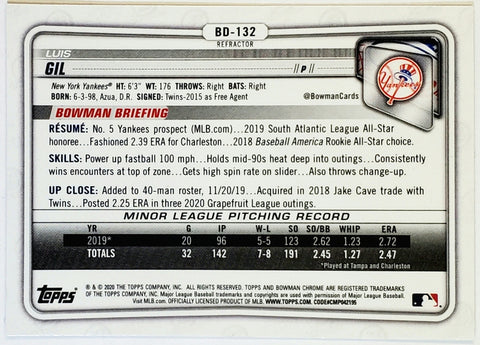 BD-132
REFRACTOR
LUIS
GIL
// P //
Yankees
New York Yankees HT: 6'3" WT: 176 THROWS: Right BATS: Right
BORN: 6-3-98, Azua, D.R. SIGNED: Twins-2015 as Free Agent
@BowmanCards
BOWMAN BRIEFING
RÉSUMÉ: No. 5 Yankees prospect (MLB.com)...2019 South Atlantic League All-Star
honoree...Fashioned 2.39 ERA for Charleston...2018 Baseball America Rookie All-Star choice.
SKILLS: Power up fastball 100 mph...Holds mid-90s heat deep into outings...Consistently
wins encounters at top of zone...Gets high spin rate on slider...Also throws change-up.
UP CLOSE: Added to 40-man roster, 11/20/19...Acquired in 2018 Jake Cave trade with
Twins...Posted 2.25 ERA in three 2020 Grapefruit League outings.
MINOR LEAGUE PITCHING RECORD
YR G IP W-L SO SO/BB WHIP ERA
2019* 20 96 5-5 123 2.62 1.23 2.72
TOTALS 32 142 7-8 191 2.45 1.27 2.47
*Played at Tampa and Charleston
TOPPS
® & © 2020 THE TOPPS COMPANY, INC. ALL RIGHTS RESERVED. TOPPS AND BOWMAN CHROME ARE REGISTERED TRADEMARKS
OF THE TOPPS COMPANY, INC. Major League Baseball trademarks and copyrights are used with permission of Major League Baseball.
Visit MLB.com. OFFICIALLY LICENSED PRODUCT OF MLB. WWW.TOPPS.COM. CODE#CMP042195